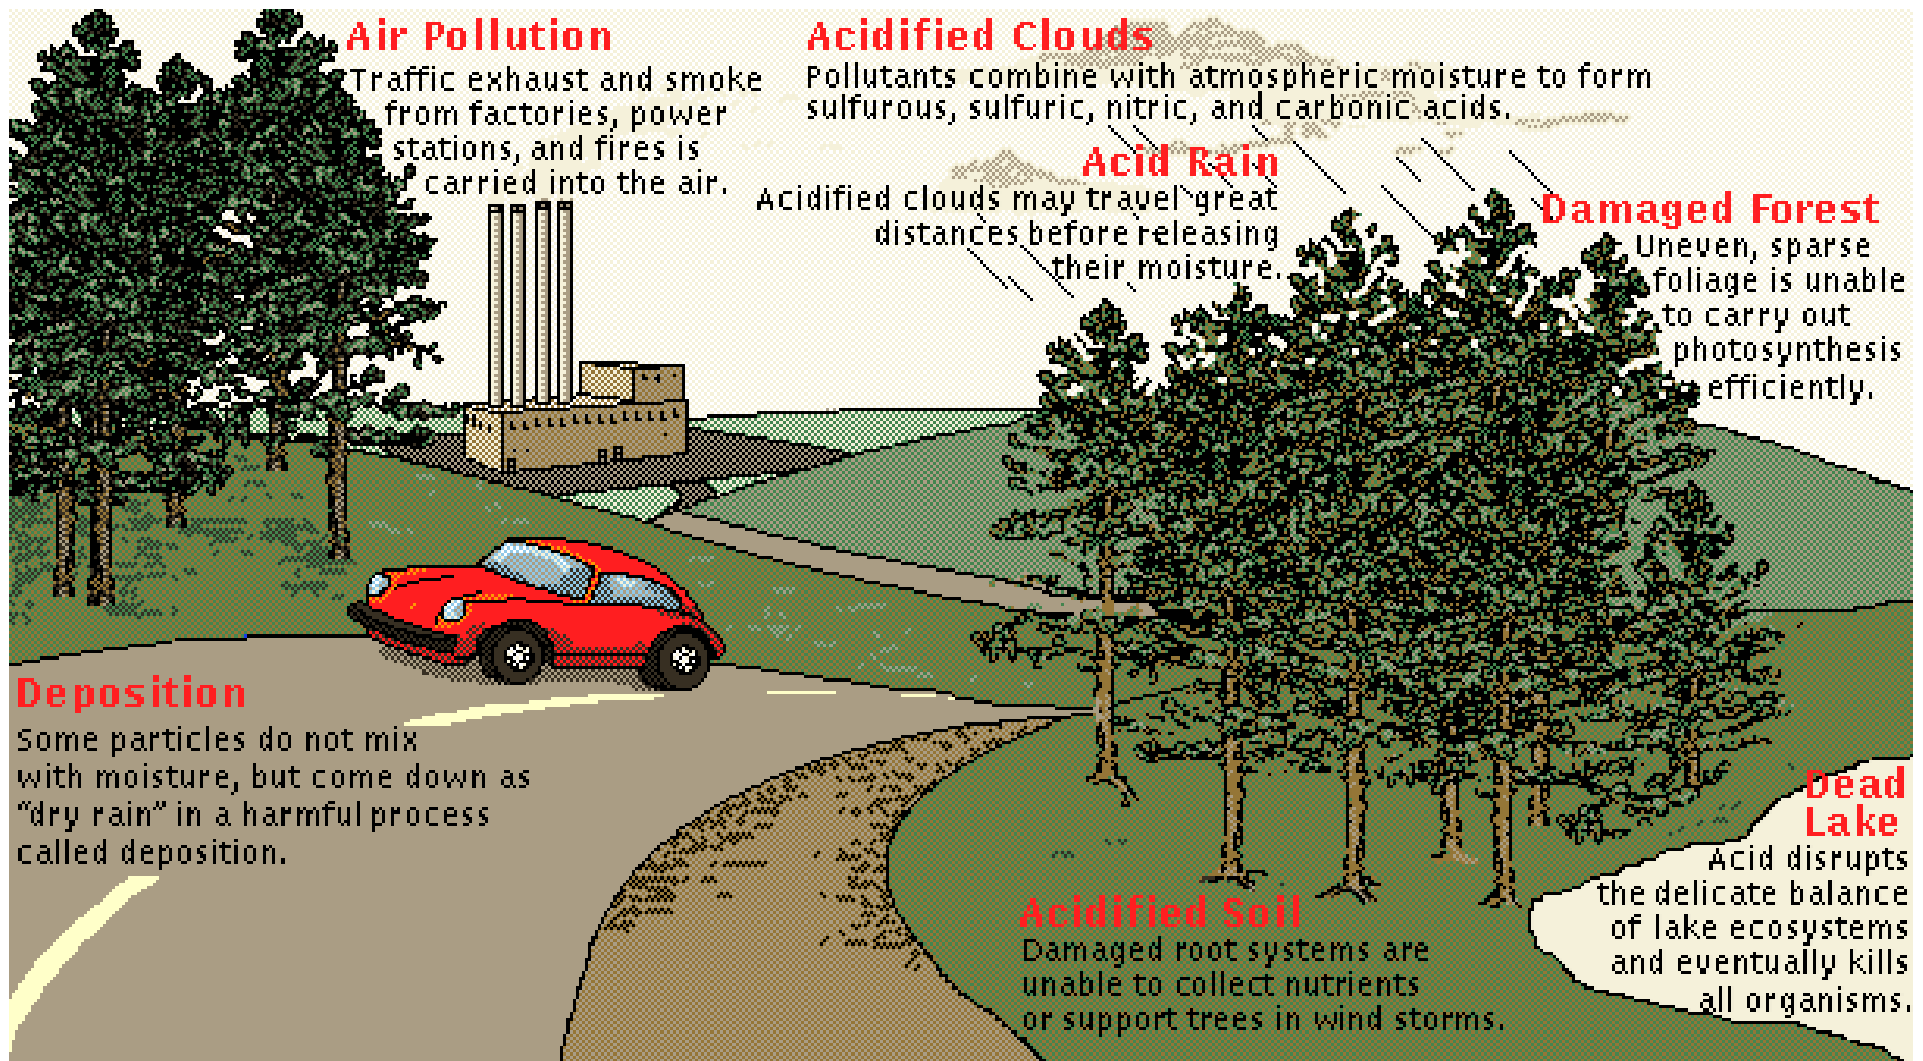 Air Pollution
Traffic exhaust and smoke
from factories, power
stations, and fires is
carried into the air.
Acidified Clouds
Pollutants combine with atmospheric moisture to form
sulfurous, sulfuric, nitric, and carbonic acids.
Acid Rain
Acidified clouds may travel great
distances before releasing
their moisture.
Damaged Forest
Uneven, sparse
foliage is unable
to carry out
photosynthesis
efficiently.
Deposition
Some particles do not mix
with moisture, but come down as
“dry rain” in a harmful process
called deposition.
Acidified Soil
Damaged root systems are
unable to collect nutrients
or support trees in wind storms.
Dead
Lake
Acid disrupts
the delicate balance
of lake ecosystems
and eventually kills
all organisms.